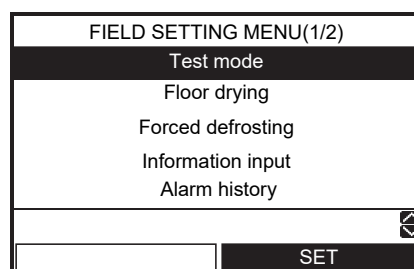 FIELD SETTING MENU(1/2)
Test mode
Floor drying
Forced defrosting
Information input
Alarm history
SET